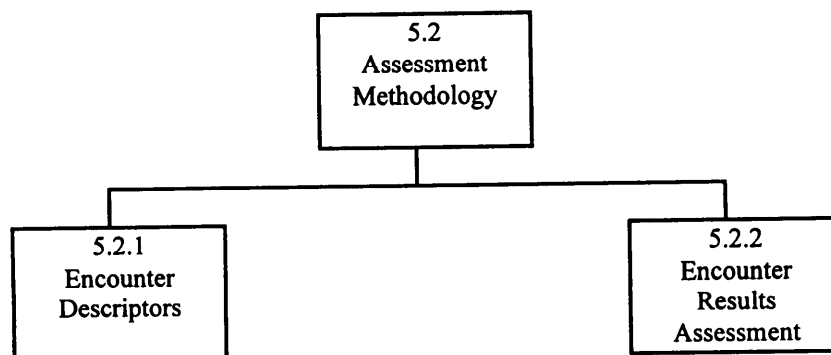 5.2
Assessment
Methodology
5.2.1
Encounter
Descriptors
5.2.2
Encounter
Results
Assessment